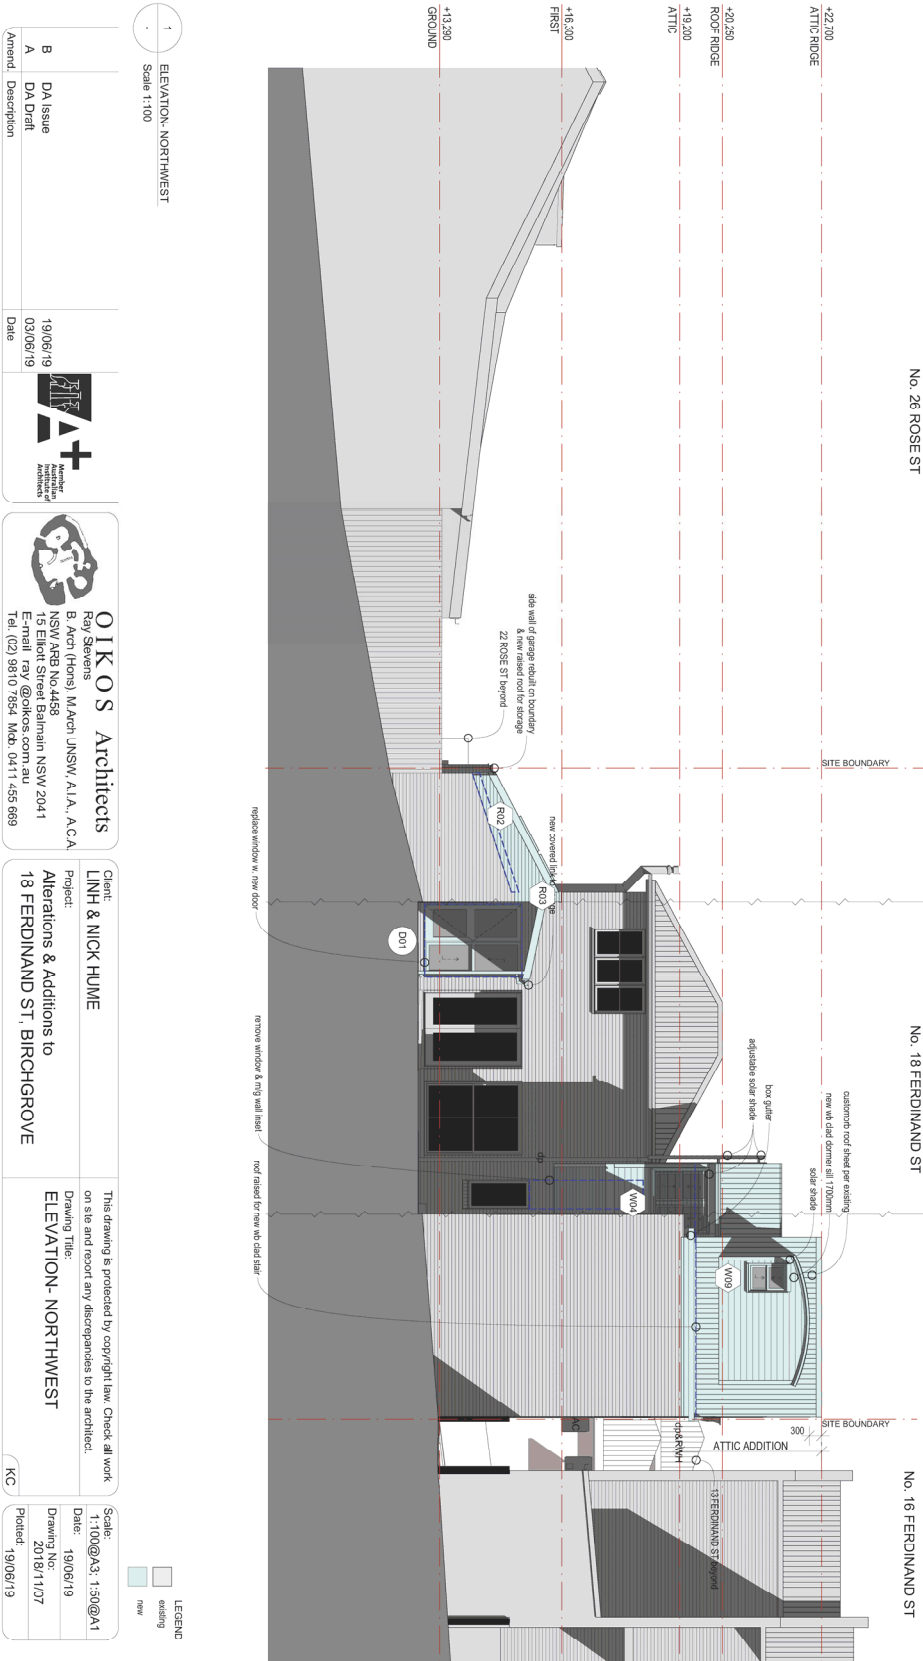 No. 26 ROSE ST
No. 18 FERDINAND ST
No. 16 FERDINAND ST
+22,700
ATTIC RIDGE
+20,250
ROOF RIDGE
+19,200
ATTIC
+16,300
FIRST
+13,290
GROUND
SITE BOUNDARY
SITE BOUNDARY
customorb roof sheet per existing
new wb clad dormer sill 1700mm
solar shade
box gutter
adjustable solar shade
300
ATTIC ADDITION
side wall of garage rebuilt on boundary
& new raised roof for storage
22 ROSE ST beyond
new covered link
R02
R03
D01
W04
W09
dp
AC
dp&RWH
13 FERDINAND ST beyond
replace window w. new door
remove window & m/g wall inset
roof raised for new wb clad stair
1
ELEVATION- NORTHWEST
Scale 1:100
LEGEND
existing
new
B DA Issue 19/06/19
A DA Draft 03/06/19
Amend. Description Date
A+
Member
Australian
Institute of
Architects
OIKOS Architects
Ray Stevens
B. Arch (Hons). M.Arch UNSW, A.I.A., A.C.A
NSW ARB No.4458
15 Elliott Street Balmain NSW 2041
E-mail ray @oikos.com.au
Tel. (02) 9810 7854 Mob. 0411 455 669
Client:
LINH & NICK HUME
Project:
Alterations & Additions to
18 FERDINAND ST, BIRCHGROVE
This drawing is protected by copyright law. Check all work
on site and report any discrepancies to the architect.
Drawing Title:
ELEVATION- NORTHWEST
KC
Scale:
1:100@A3; 1:50@A1
Date:
19/06/19
Drawing No:
2018/11/07
Plotted:
19/06/19